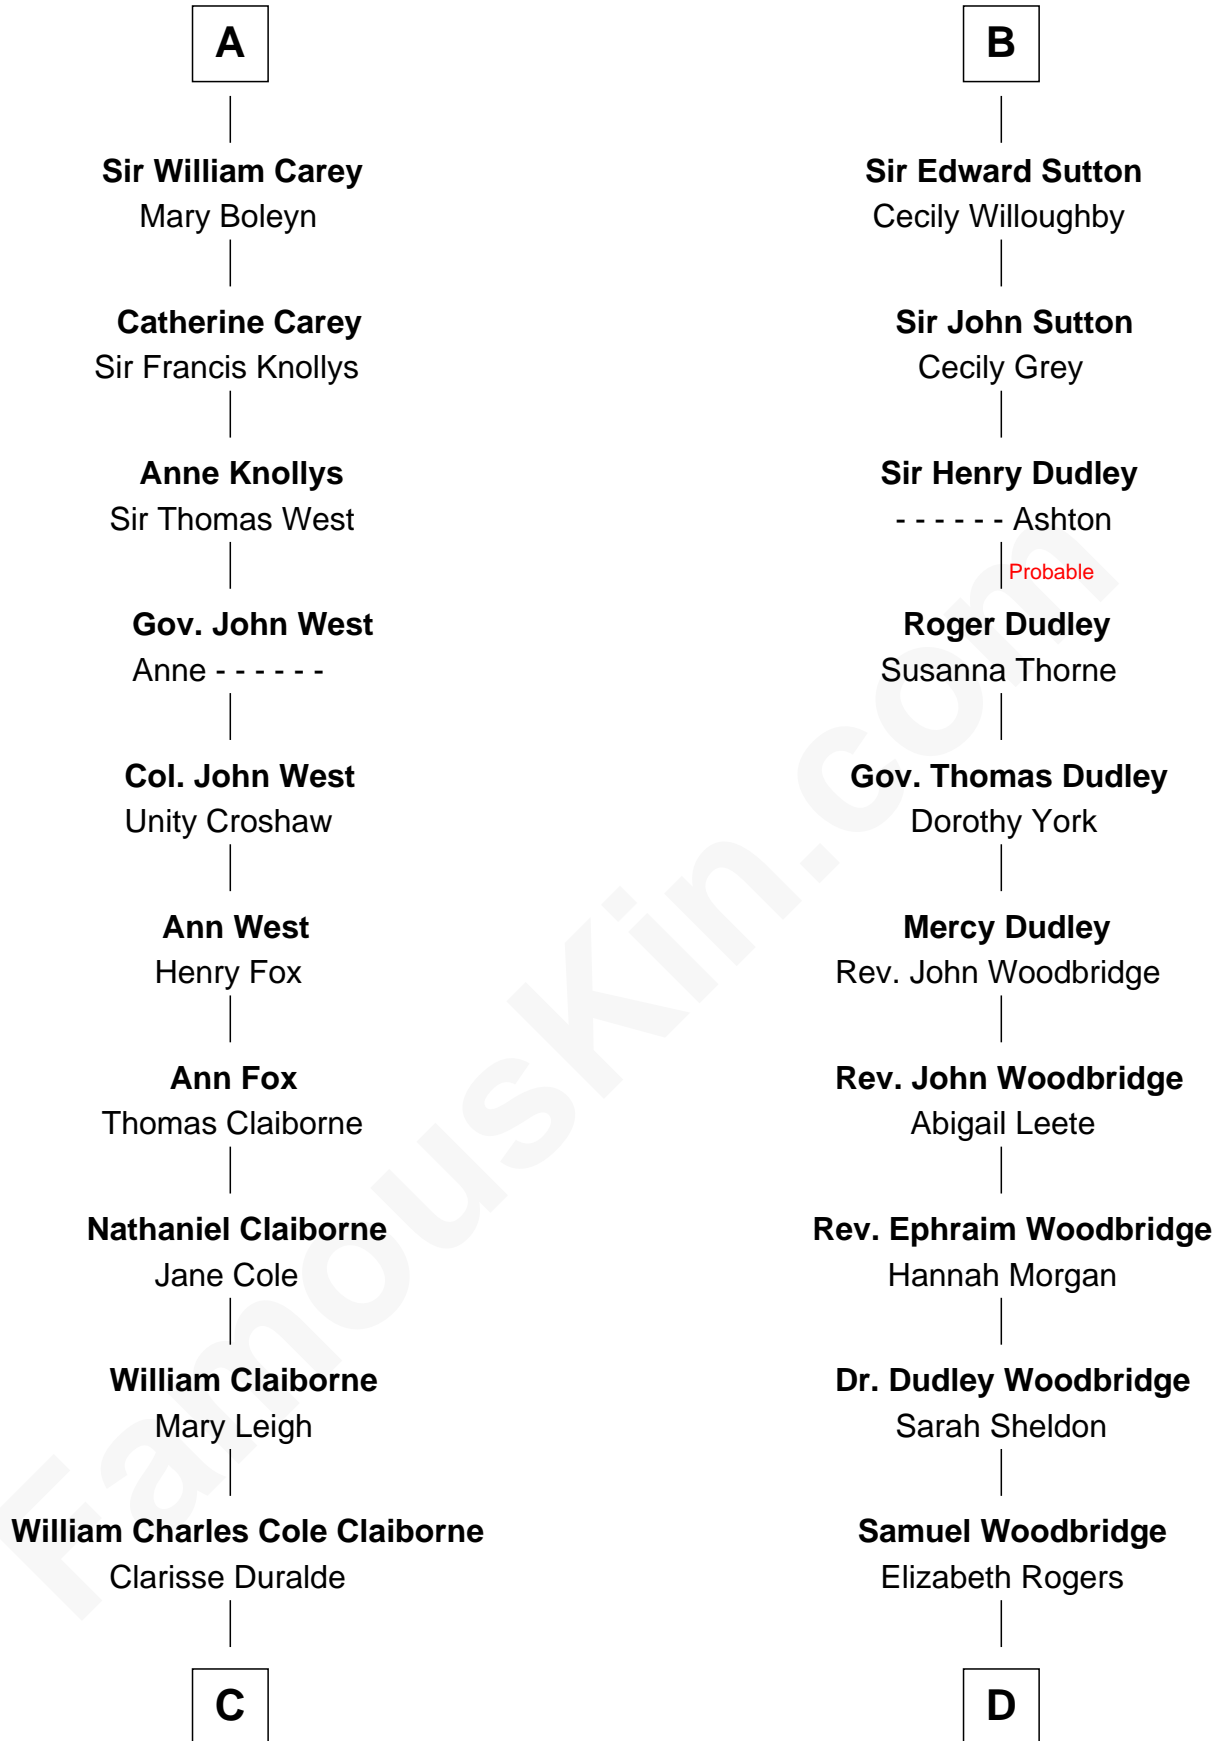 A
Sir William Carey
Mary Boleyn
Catherine Carey
Sir Francis Knollys
Anne Knollys
Sir Thomas West
Gov. John West
Anne - - - - - -
Col. John West
Unity Croshaw
Ann West
Henry Fox
Ann Fox
Thomas Claiborne
Nathaniel Claiborne
Jane Cole
William Claiborne
Mary Leigh
William Charles Cole Claiborne
Clarisse Duralde
C
B
Sir Edward Sutton
Cecily Willoughby
Sir John Sutton
Cecily Grey
Sir Henry Dudley
- - - - - - Ashton
Probable
Roger Dudley
Susanna Thorne
Gov. Thomas Dudley
Dorothy York
Mercy Dudley
Rev. John Woodbridge
Rev. John Woodbridge
Abigail Leete
Rev. Ephraim Woodbridge
Hannah Morgan
Dr. Dudley Woodbridge
Sarah Sheldon
Samuel Woodbridge
Elizabeth Rogers
D
FamousKin.com